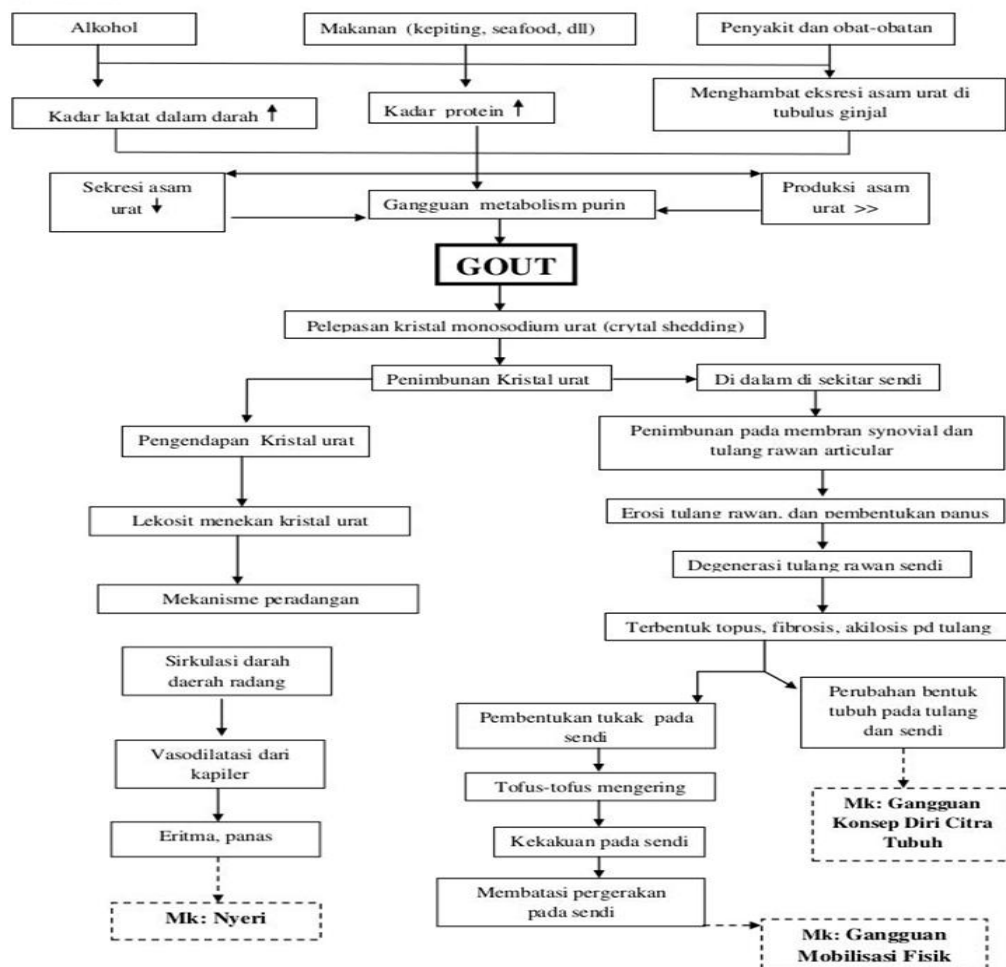 Alkohol
Makanan (kepiting, seafood, dll)
Penyakit dan obat-obatan
Kadar laktat dalam darah ↑
Kadar protein ↑
Menghambat eksresi asam urat di
tubulus ginjal
Sekresi asam
urat ↓
Gangguan metabolism purin
Produksi asam
urat >>
GOUT
Pelepasan kristal monosodium urat (crytal shedding)
Penimbunan Kristal urat
Di dalam di sekitar sendi
Pengendapan Kristal urat
Penimbunan pada membran synovial dan
tulang rawan articular
Lekosit menekan kristal urat
Erosi tulang rawan, dan pembentukan panus
Degenerasi tulang rawan sendi
Mekanisme peradangan
Terbentuk topus, fibrosis, akilosis pd tulang
Sirkulasi darah
daerah radang
Pembentukan tukak pada
sendi
Perubahan bentuk
tubuh pada tulang
dan sendi
Vasodilatasi dari
kapiler
Tofus-tofus mengering
Mk: Gangguan
Konsep Diri Citra
Tubuh
Eritma, panas
Kekakuan pada sendi
Membatasi pergerakan
pada sendi
Mk: Nyeri
Mk: Gangguan
Mobilisasi Fisik